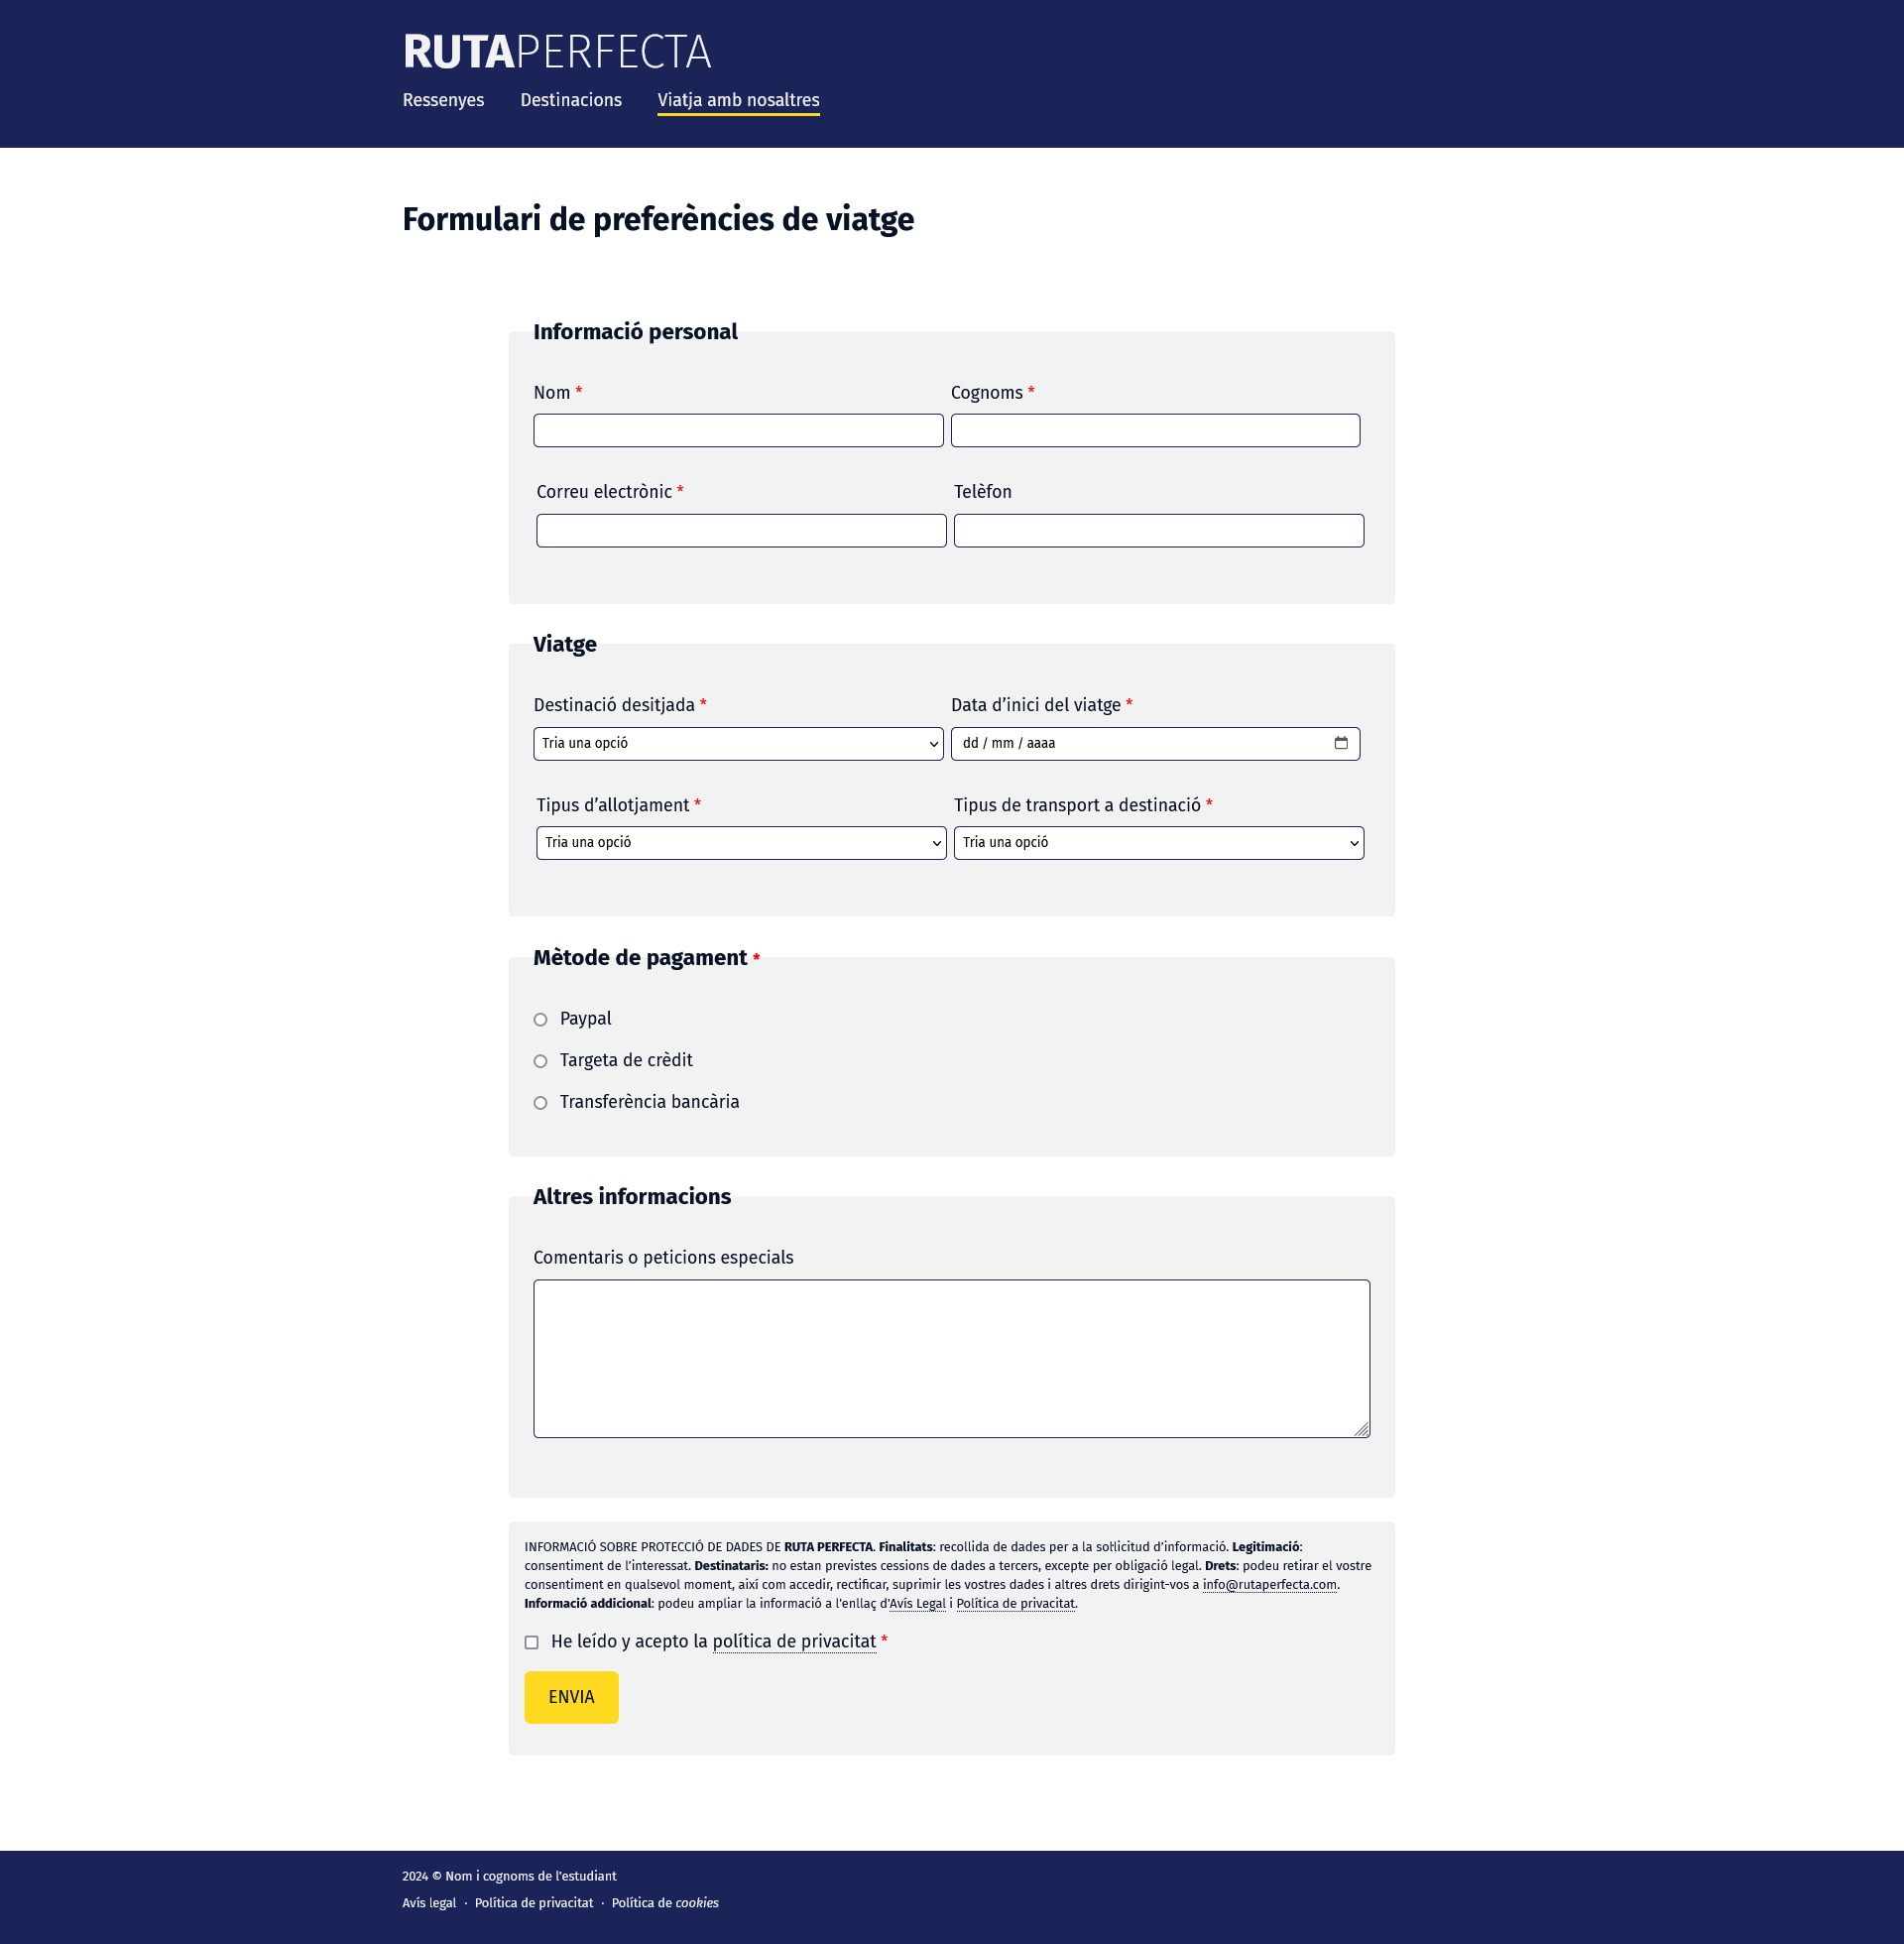 RUTAPERFECTA
Ressenyes Destinacions Viatja amb nosaltres
Formulari de preferències de viatge
Informació personal
Nom * Cognoms *
Correu electrònic * Telèfon
Viatge
Destinació desitjada * Data d’inici del viatge *
Tria una opció dd / mm / aaaa
Tipus d’allotjament * Tipus de transport a destinació *
Tria una opció Tria una opció
Mètode de pagament *
Paypal
Targeta de crèdit
Transferència bancària
Altres informacions
Comentaris o peticions especials
INFORMACIÓ SOBRE PROTECCIÓ DE DADES DE RUTA PERFECTA. Finalitats: recollida de dades per a la sol·licitud d’informació. Legitimació:
consentiment de l’interessat. Destinataris: no estan previstes cessions de dades a tercers, excepte per obligació legal. Drets: podeu retirar el vostre
consentiment en qualsevol moment, així com accedir, rectificar, suprimir les vostres dades i altres drets dirigint-vos a info@rutaperfecta.com.
Informació addicional: podeu ampliar la informació a l'enllaç d'Avís Legal i Política de privacitat.
He leído y acepto la política de privacitat *
ENVIA
2024 © Nom i cognoms de l'estudiant
Avís legal · Política de privacitat · Política de cookies